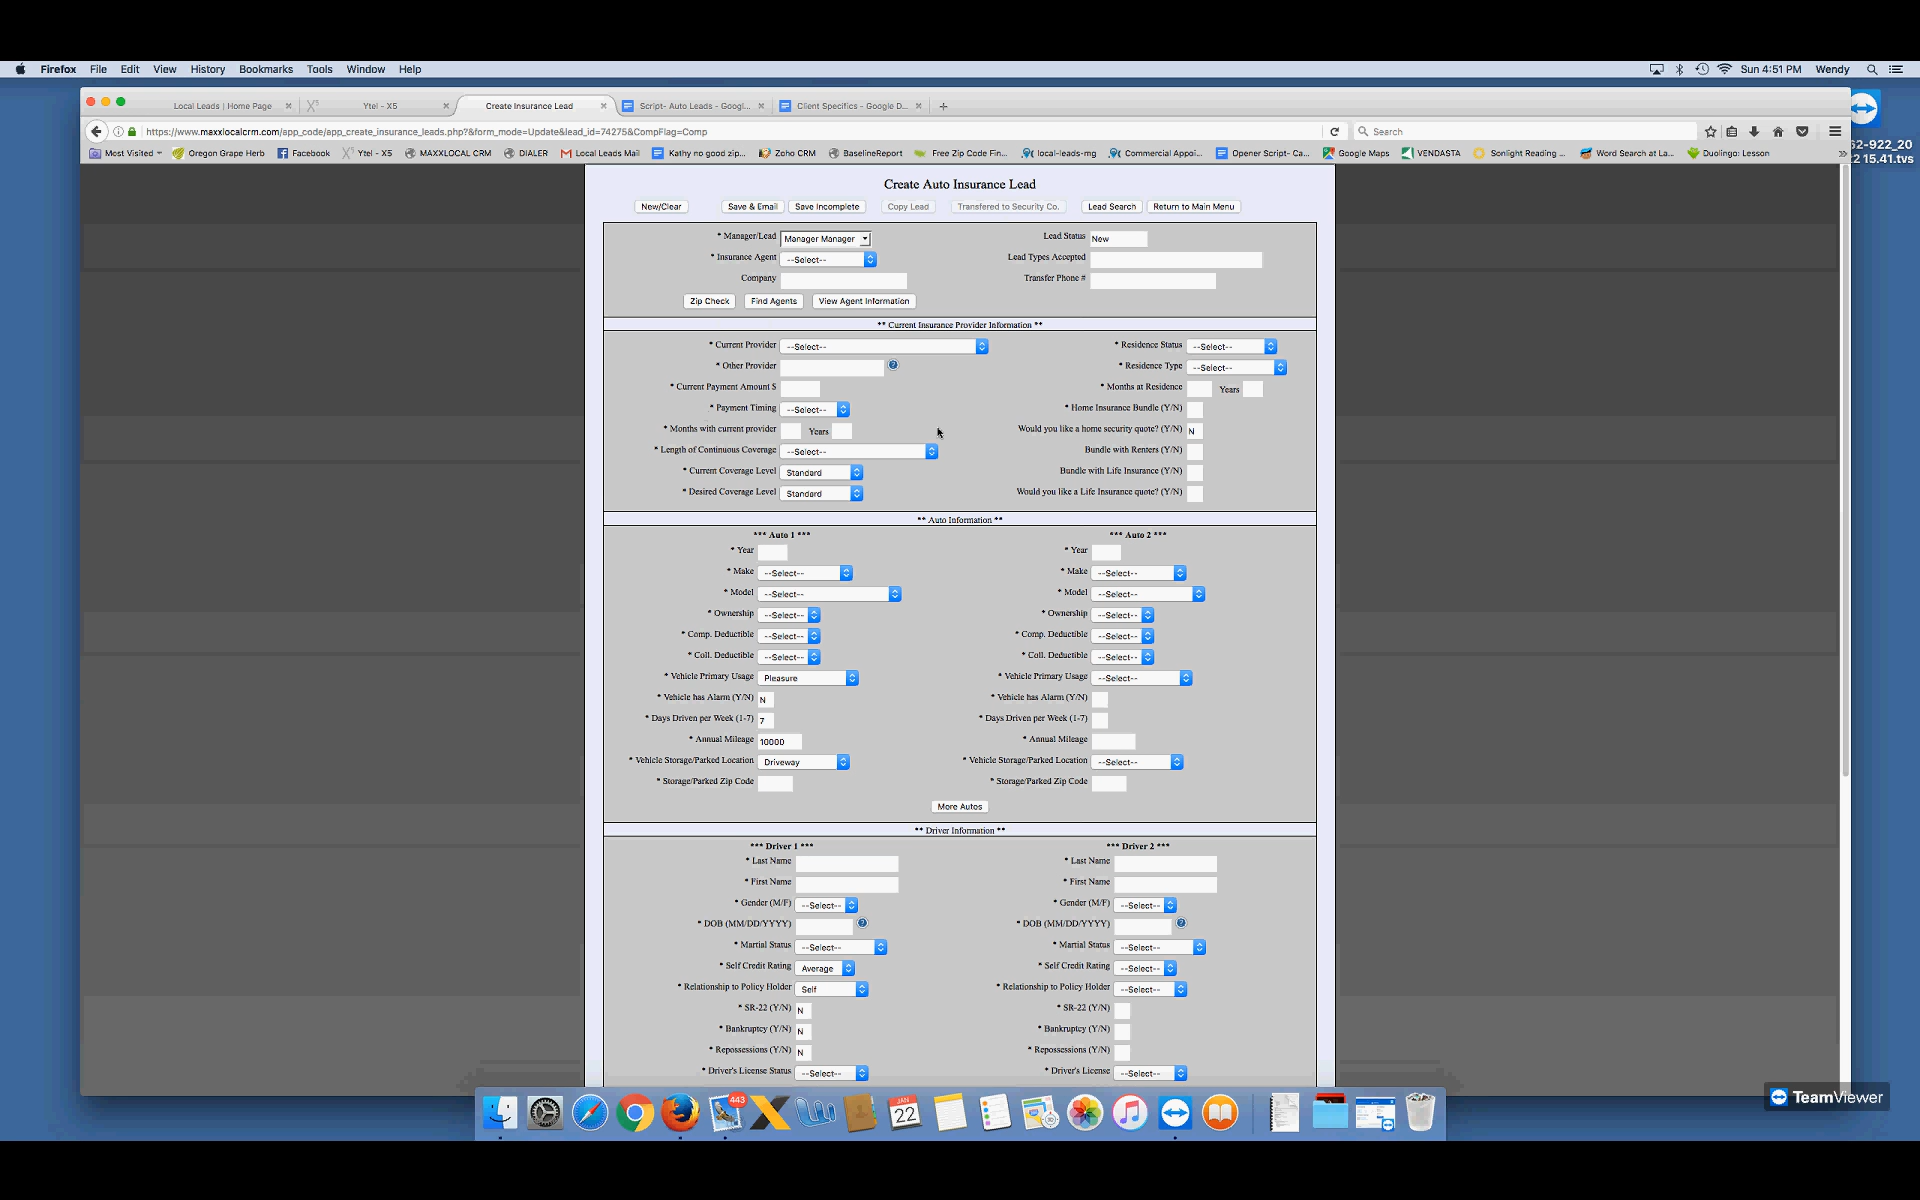 Firefox File Edit View History Bookmarks Tools Window Help Sun 4:51 PM Wendy
Local Leads | Home Page Ytel - X5 Create Insurance Lead Script- Auto Leads - Googl... Client Specifics - Google D...
https://www.maxxlocalcrm.com/app_code/app_create_insurance_leads.php?&form_mode=Update&lead_id=74275&CompFlag=Comp Search
Most Visited Oregon Grape Herb Facebook Ytel - X5 MAXXLOCAL CRM DIALER Local Leads Mail Kathy no good zip... Zoho CRM BaselineReport Free Zip Code Fin... local-leads-mg Commercial Appoi... Opener Script- Ca... Google Maps VENDASTA Sonlight Reading ... Word Search at La... Duolingo: Lesson
62-922_20
2 15.41.tvs
Create Auto Insurance Lead
New/Clear Save & Email Save Incomplete Copy Lead Transfered to Security Co. Lead Search Return to Main Menu
* Manager/Lead Manager Manager Lead Status New
* Insurance Agent --Select-- Lead Types Accepted
Company Transfer Phone #
Zip Check Find Agents View Agent Information
** Current Insurance Provider Information **
* Current Provider --Select-- * Residence Status --Select--
* Other Provider * Residence Type --Select--
* Current Payment Amount $ * Months at Residence Years
* Payment Timing --Select-- * Home Insurance Bundle (Y/N)
* Months with current provider Years Would you like a home security quote? (Y/N) N
* Length of Continuous Coverage --Select-- Bundle with Renters (Y/N)
* Current Coverage Level Standard Bundle with Life Insurance (Y/N)
* Desired Coverage Level Standard Would you like a Life Insurance quote? (Y/N)
** Auto Information **
*** Auto 1 *** *** Auto 2 ***
* Year * Year
* Make --Select-- * Make --Select--
* Model --Select-- * Model --Select--
* Ownership --Select-- * Ownership --Select--
* Comp. Deductible --Select-- * Comp. Deductible --Select--
* Coll. Deductible --Select-- * Coll. Deductible --Select--
* Vehicle Primary Usage Pleasure * Vehicle Primary Usage --Select--
* Vehicle has Alarm (Y/N) N * Vehicle has Alarm (Y/N)
* Days Driven per Week (1-7) 7 * Days Driven per Week (1-7)
* Annual Mileage 10000 * Annual Mileage
* Vehicle Storage/Parked Location Driveway * Vehicle Storage/Parked Location --Select--
* Storage/Parked Zip Code * Storage/Parked Zip Code
More Autos
** Driver Information **
*** Driver 1 *** *** Driver 2 ***
* Last Name * Last Name
* First Name * First Name
* Gender (M/F) --Select-- * Gender (M/F) --Select--
* DOB (MM/DD/YYYY) * DOB (MM/DD/YYYY)
* Martial Status --Select-- * Martial Status --Select--
* Self Credit Rating Average * Self Credit Rating --Select--
* Relationship to Policy Holder Self * Relationship to Policy Holder --Select--
* SR-22 (Y/N) N * SR-22 (Y/N)
* Bankruptcy (Y/N) N * Bankruptcy (Y/N)
* Repossessions (Y/N) N * Repossessions (Y/N)
* Driver's License Status --Select-- * Driver's License --Select--
TeamViewer
443
JAN
22